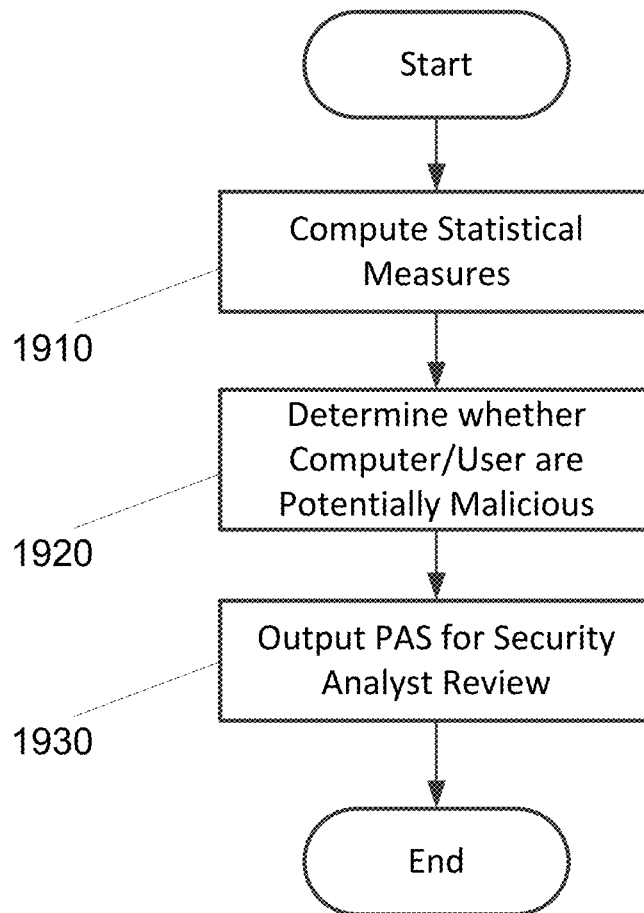 Start
Compute Statistical
Measures
1910
Determine whether
Computer/User are
Potentially Malicious
1920
Output PAS for Security
Analyst Review
1930
End